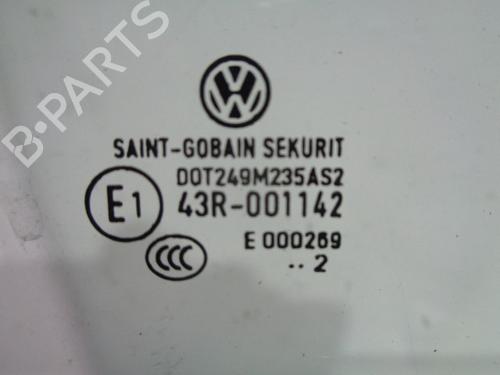 SAINT-GOBAIN SEKURIT
DOT249M235AS2
E1 43R-001142
E 000269
CCC
.. 2
B-PARTS